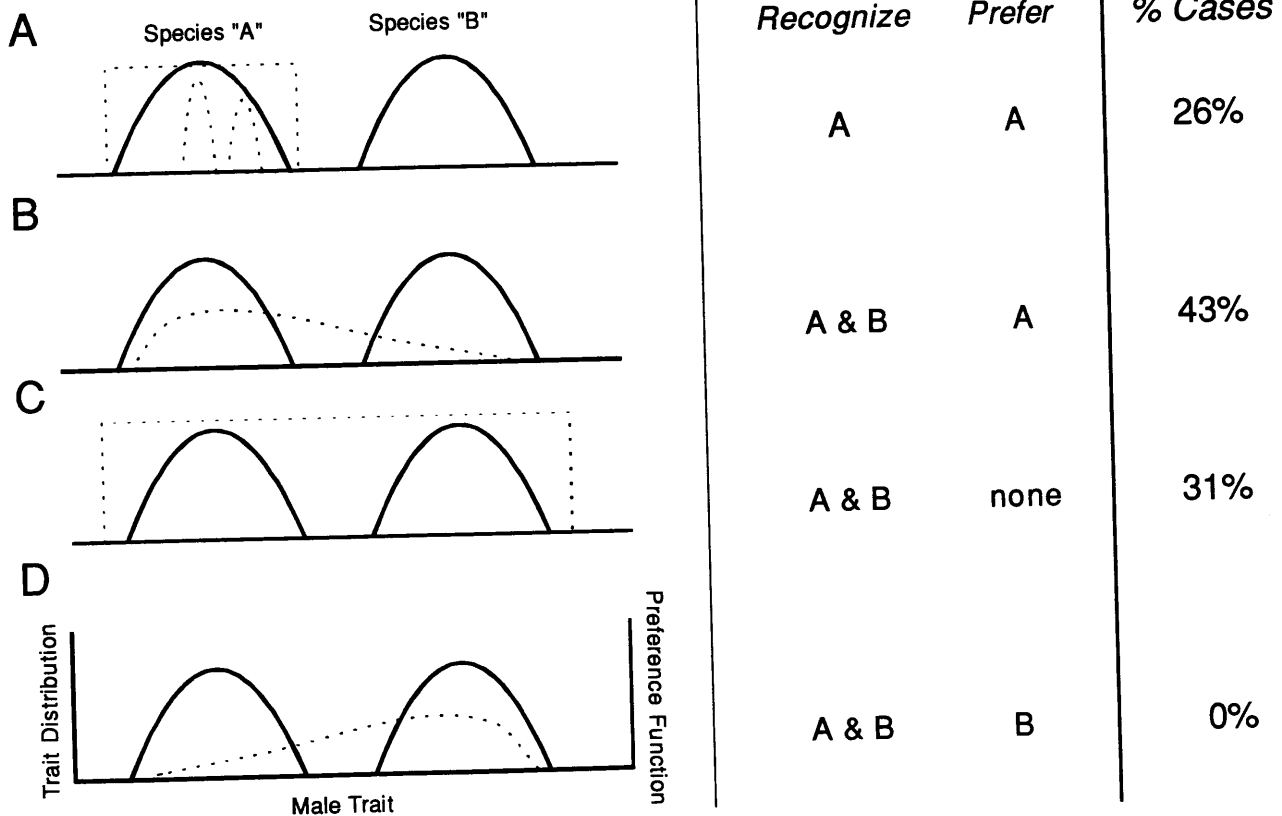 A Species "A" Species "B" Recognize Prefer % Cases
A A 26%
B
A & B A 43%
C
A & B none 31%
D
Trait Distribution
Preference Function
A & B B 0%
Male Trait